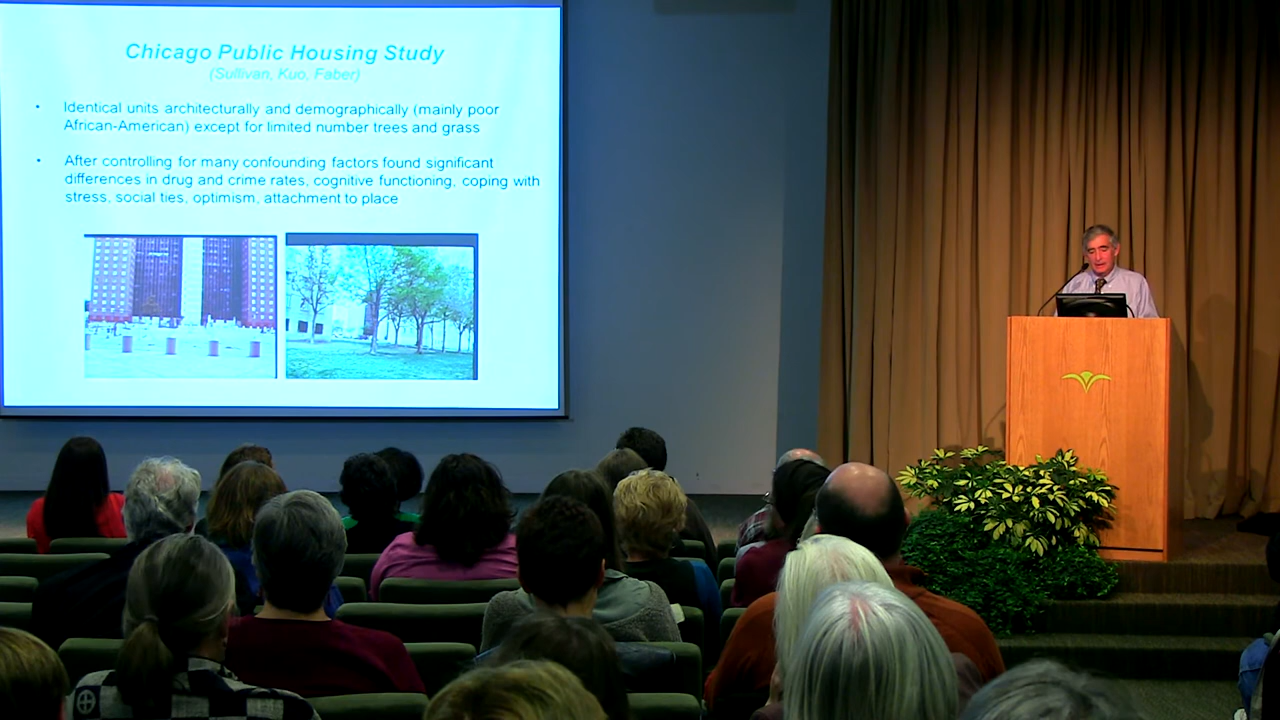 Chicago Public Housing Study
(Sullivan, Kuo, Faber)
• Identical units architecturally and demographically (mainly poor
African-American) except for limited number trees and grass
• After controlling for many confounding factors found significant
differences in drug and crime rates, cognitive functioning, coping with
stress, social ties, optimism, attachment to place